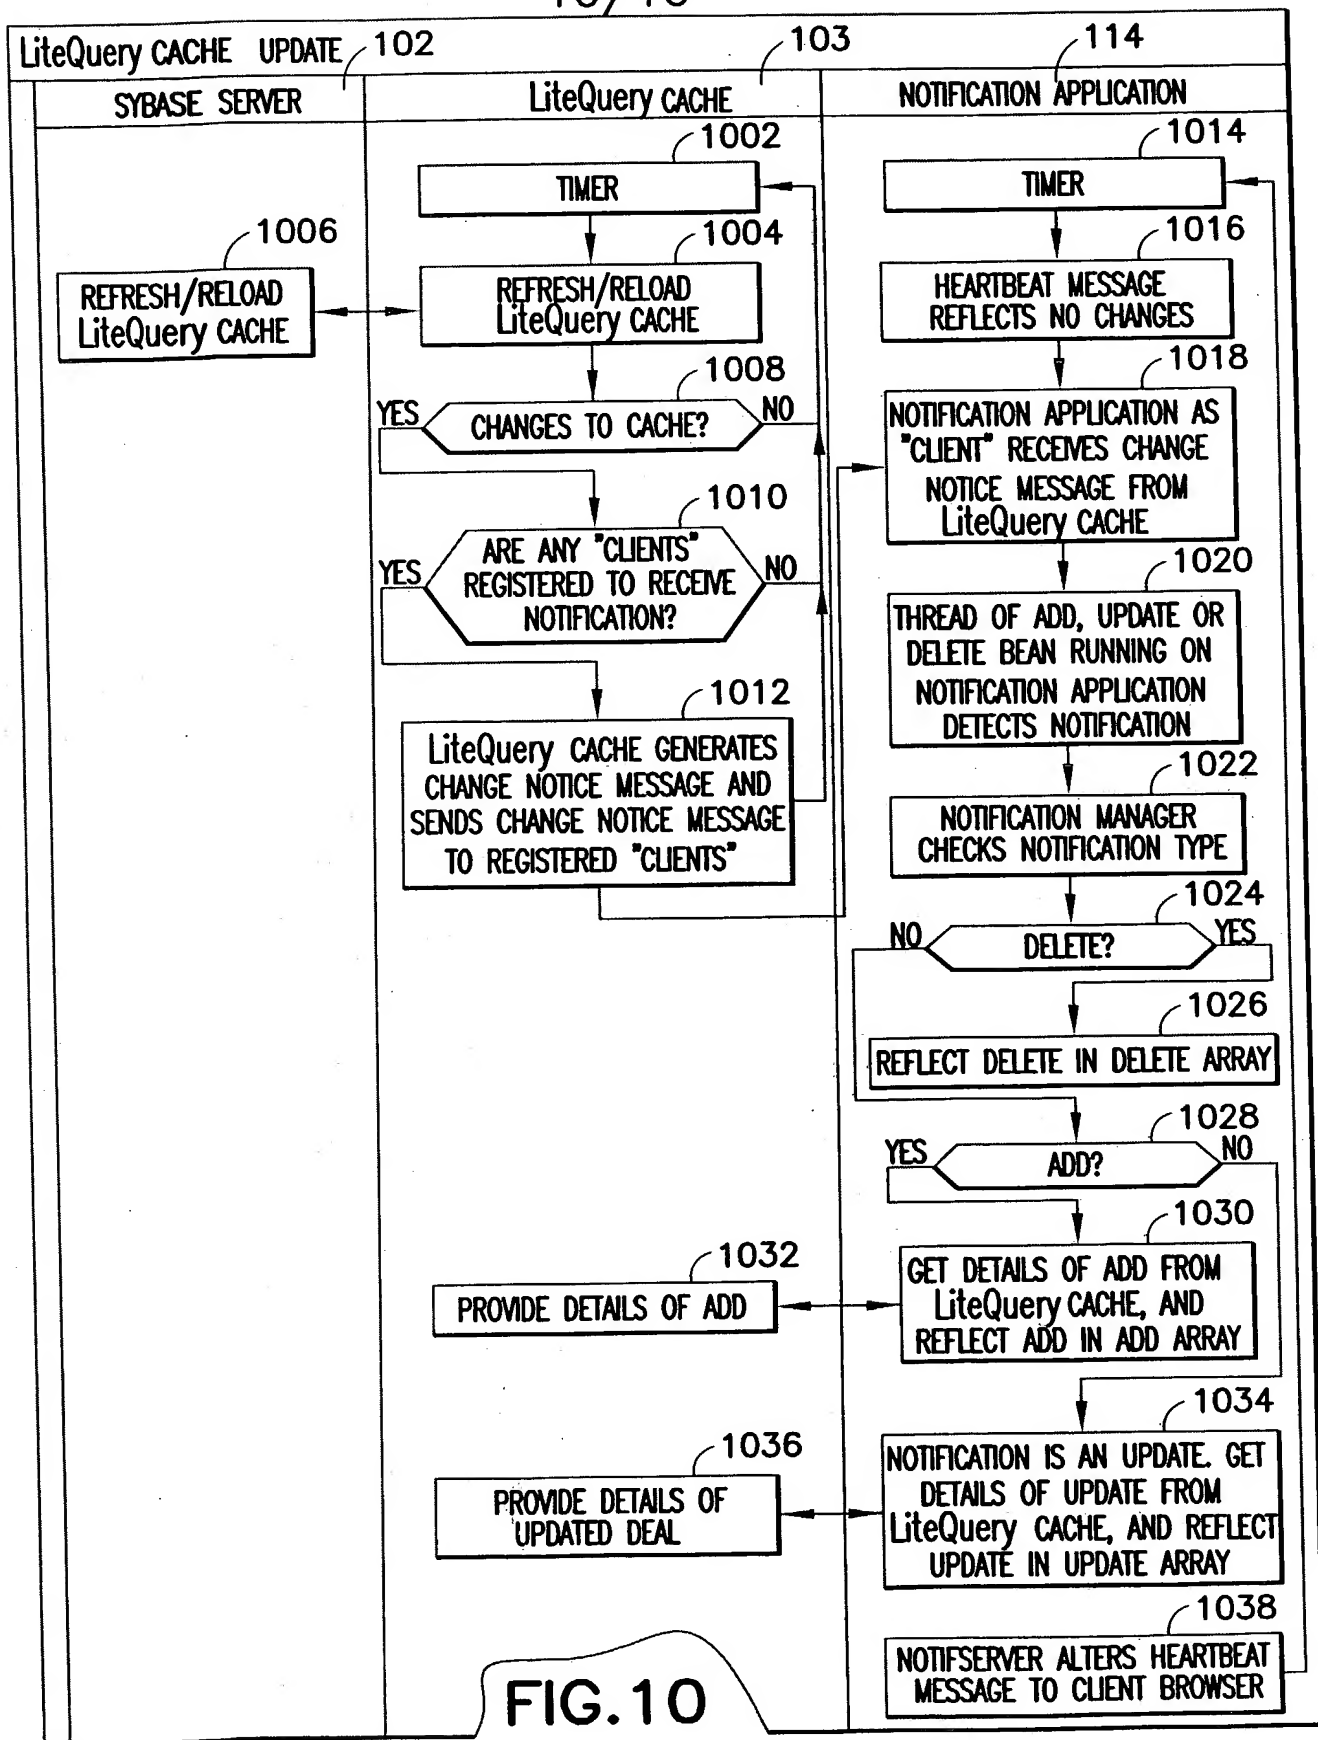 LiteQuery CACHE UPDATE
102
103
114
SYBASE SERVER
LiteQuery CACHE
NOTIFICATION APPLICATION
1002
TIMER
1004
1006
REFRESH/RELOAD
LiteQuery CACHE
REFRESH/RELOAD
LiteQuery CACHE
1008
YES
CHANGES TO CACHE?
NO
1010
YES
ARE ANY "CLIENTS"
REGISTERED TO RECEIVE
NOTIFICATION?
NO
1012
LiteQuery CACHE GENERATES
CHANGE NOTICE MESSAGE AND
SENDS CHANGE NOTICE MESSAGE
TO REGISTERED "CLIENTS"
1014
TIMER
1016
HEARTBEAT MESSAGE
REFLECTS NO CHANGES
1018
NOTIFICATION APPLICATION AS
"CLIENT" RECEIVES CHANGE
NOTICE MESSAGE FROM
LiteQuery CACHE
1020
THREAD OF ADD, UPDATE OR
DELETE BEAN RUNNING ON
NOTIFICATION APPLICATION
DETECTS NOTIFICATION
1022
NOTIFICATION MANAGER
CHECKS NOTIFICATION TYPE
1024
NO
DELETE?
YES
1026
REFLECT DELETE IN DELETE ARRAY
1028
YES
ADD?
NO
1030
GET DETAILS OF ADD FROM
LiteQuery CACHE, AND
REFLECT ADD IN ADD ARRAY
1032
PROVIDE DETAILS OF ADD
1034
NOTIFICATION IS AN UPDATE. GET
DETAILS OF UPDATE FROM
LiteQuery CACHE, AND REFLECT
UPDATE IN UPDATE ARRAY
1036
PROVIDE DETAILS OF
UPDATED DEAL
1038
NOTIFSERVER ALTERS HEARTBEAT
MESSAGE TO CLIENT BROWSER
FIG.10